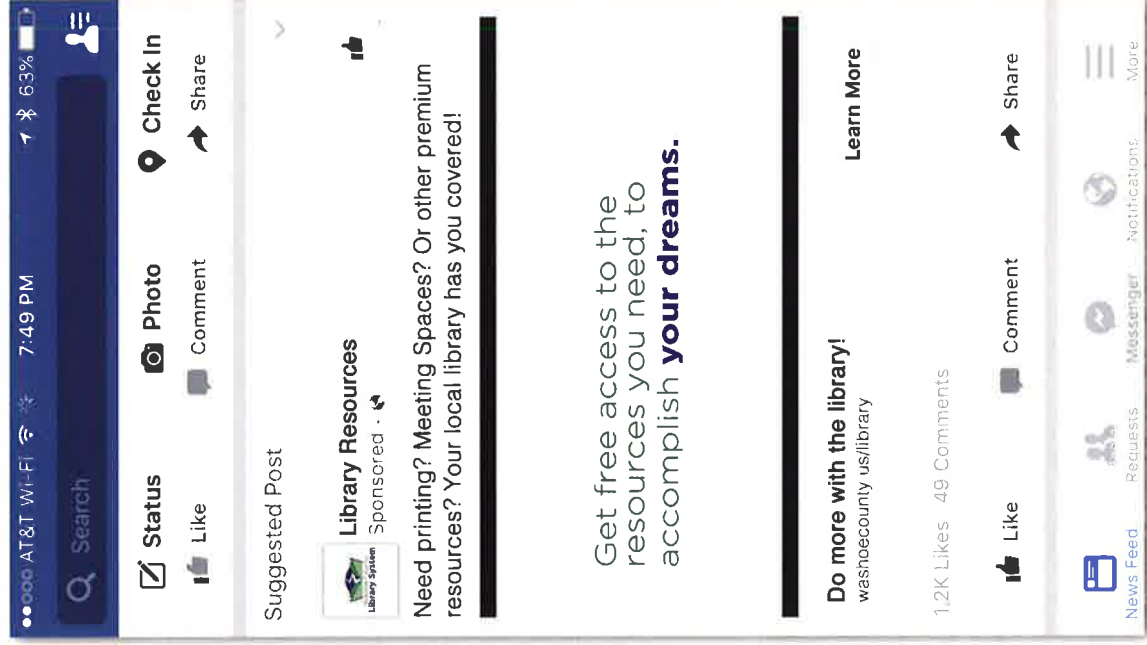 AT&T Wi-Fi 7:49 PM 63%
Search
Status Photo Check In
Like Comment Share
Suggested Post
Library Resources
Sponsored ·
Library System
Need printing? Meeting Spaces? Or other premium
resources? Your local library has you covered!
Get free access to the
resources you need, to
accomplish your dreams.
Do more with the library!
washoecounty us/library
Learn More
1.2K Likes 49 Comments
Like Comment Share
News Feed Requests Messenger Notifications More